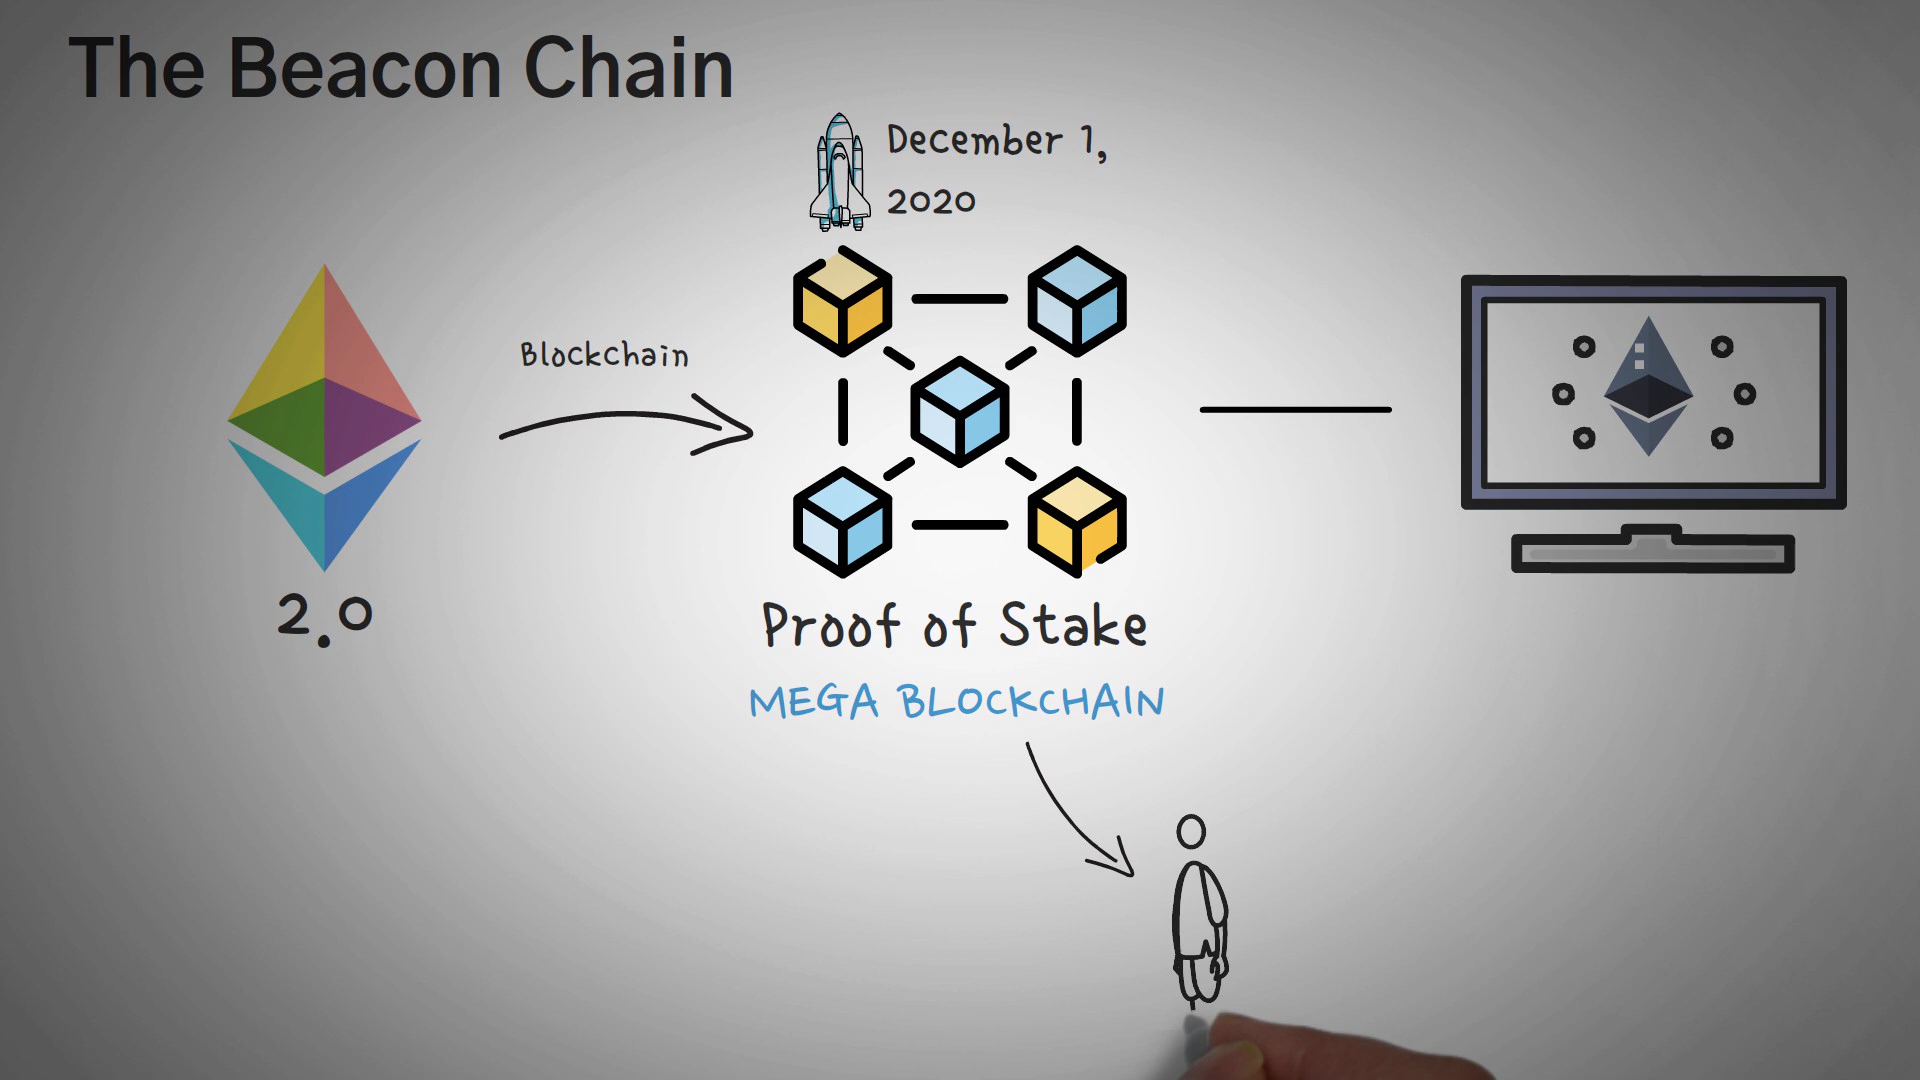 The Beacon Chain
December 1,
2020
Blockchain
2.0
Proof of Stake
MEGA BLOCKCHAIN